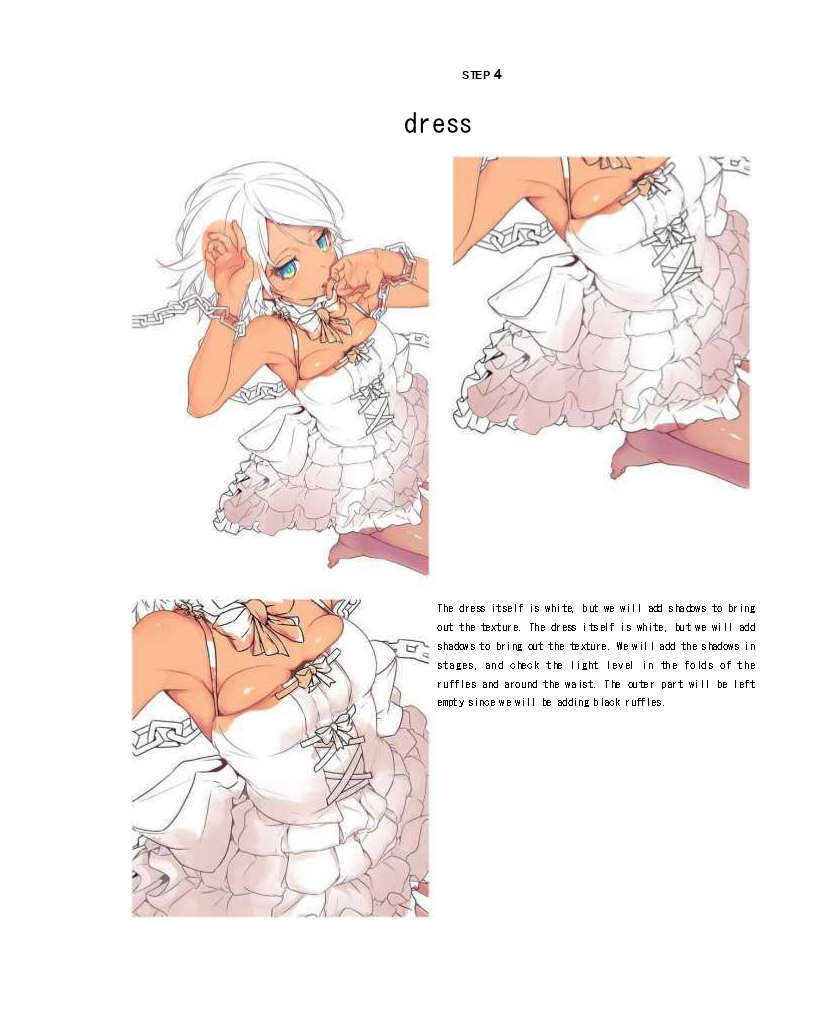 STEP 4
dress
The dress itself is white, but we will add shadows to bring
out the texture. The dress itself is white, but we will add
shadows to bring out the texture. We will add the shadows in
stages, and check the light level in the folds of the
ruffles and around the waist. The outer part will be left
empty since we will be adding black ruffles.